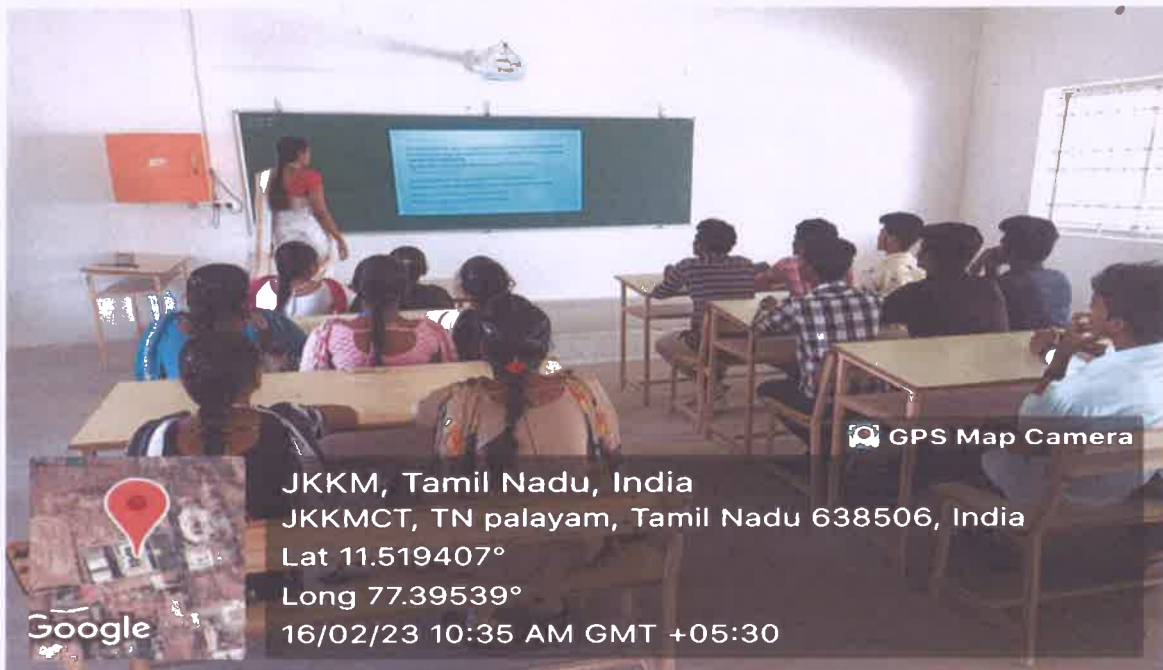 GPS Map Camera
JKKM, Tamil Nadu, India
JKKMCT, TN palayam, Tamil Nadu 638506, India
Lat 11.519407°
Long 77.39539°
16/02/23 10:35 AM GMT +05:30
Google